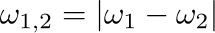 ω1,2 = |ω1 − ω2|